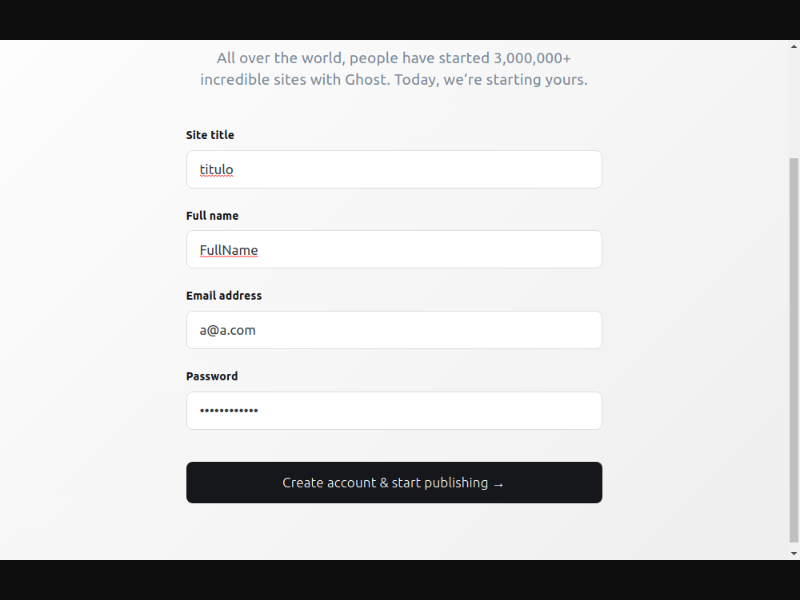 All over the world, people have started 3,000,000+
incredible sites with Ghost. Today, we’re starting yours.
Site title
titulo
Full name
FullName
Email address
a@a.com
Password
••••••••••••
Create account & start publishing →